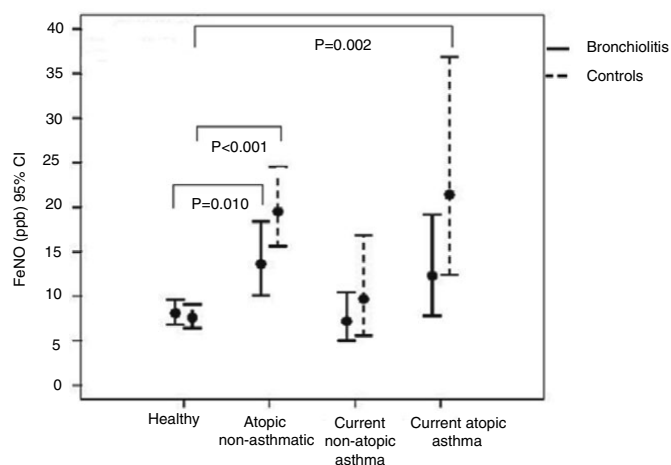 40
35
30
25
20
15
10
5
0
FeNO (ppb) 95% CI
P=0.002
P<0.001
P=0.010
Bronchiolitis
Controls
Healthy
Atopic
non-asthmatic
Current
non-atopic
asthma
Current atopic
asthma